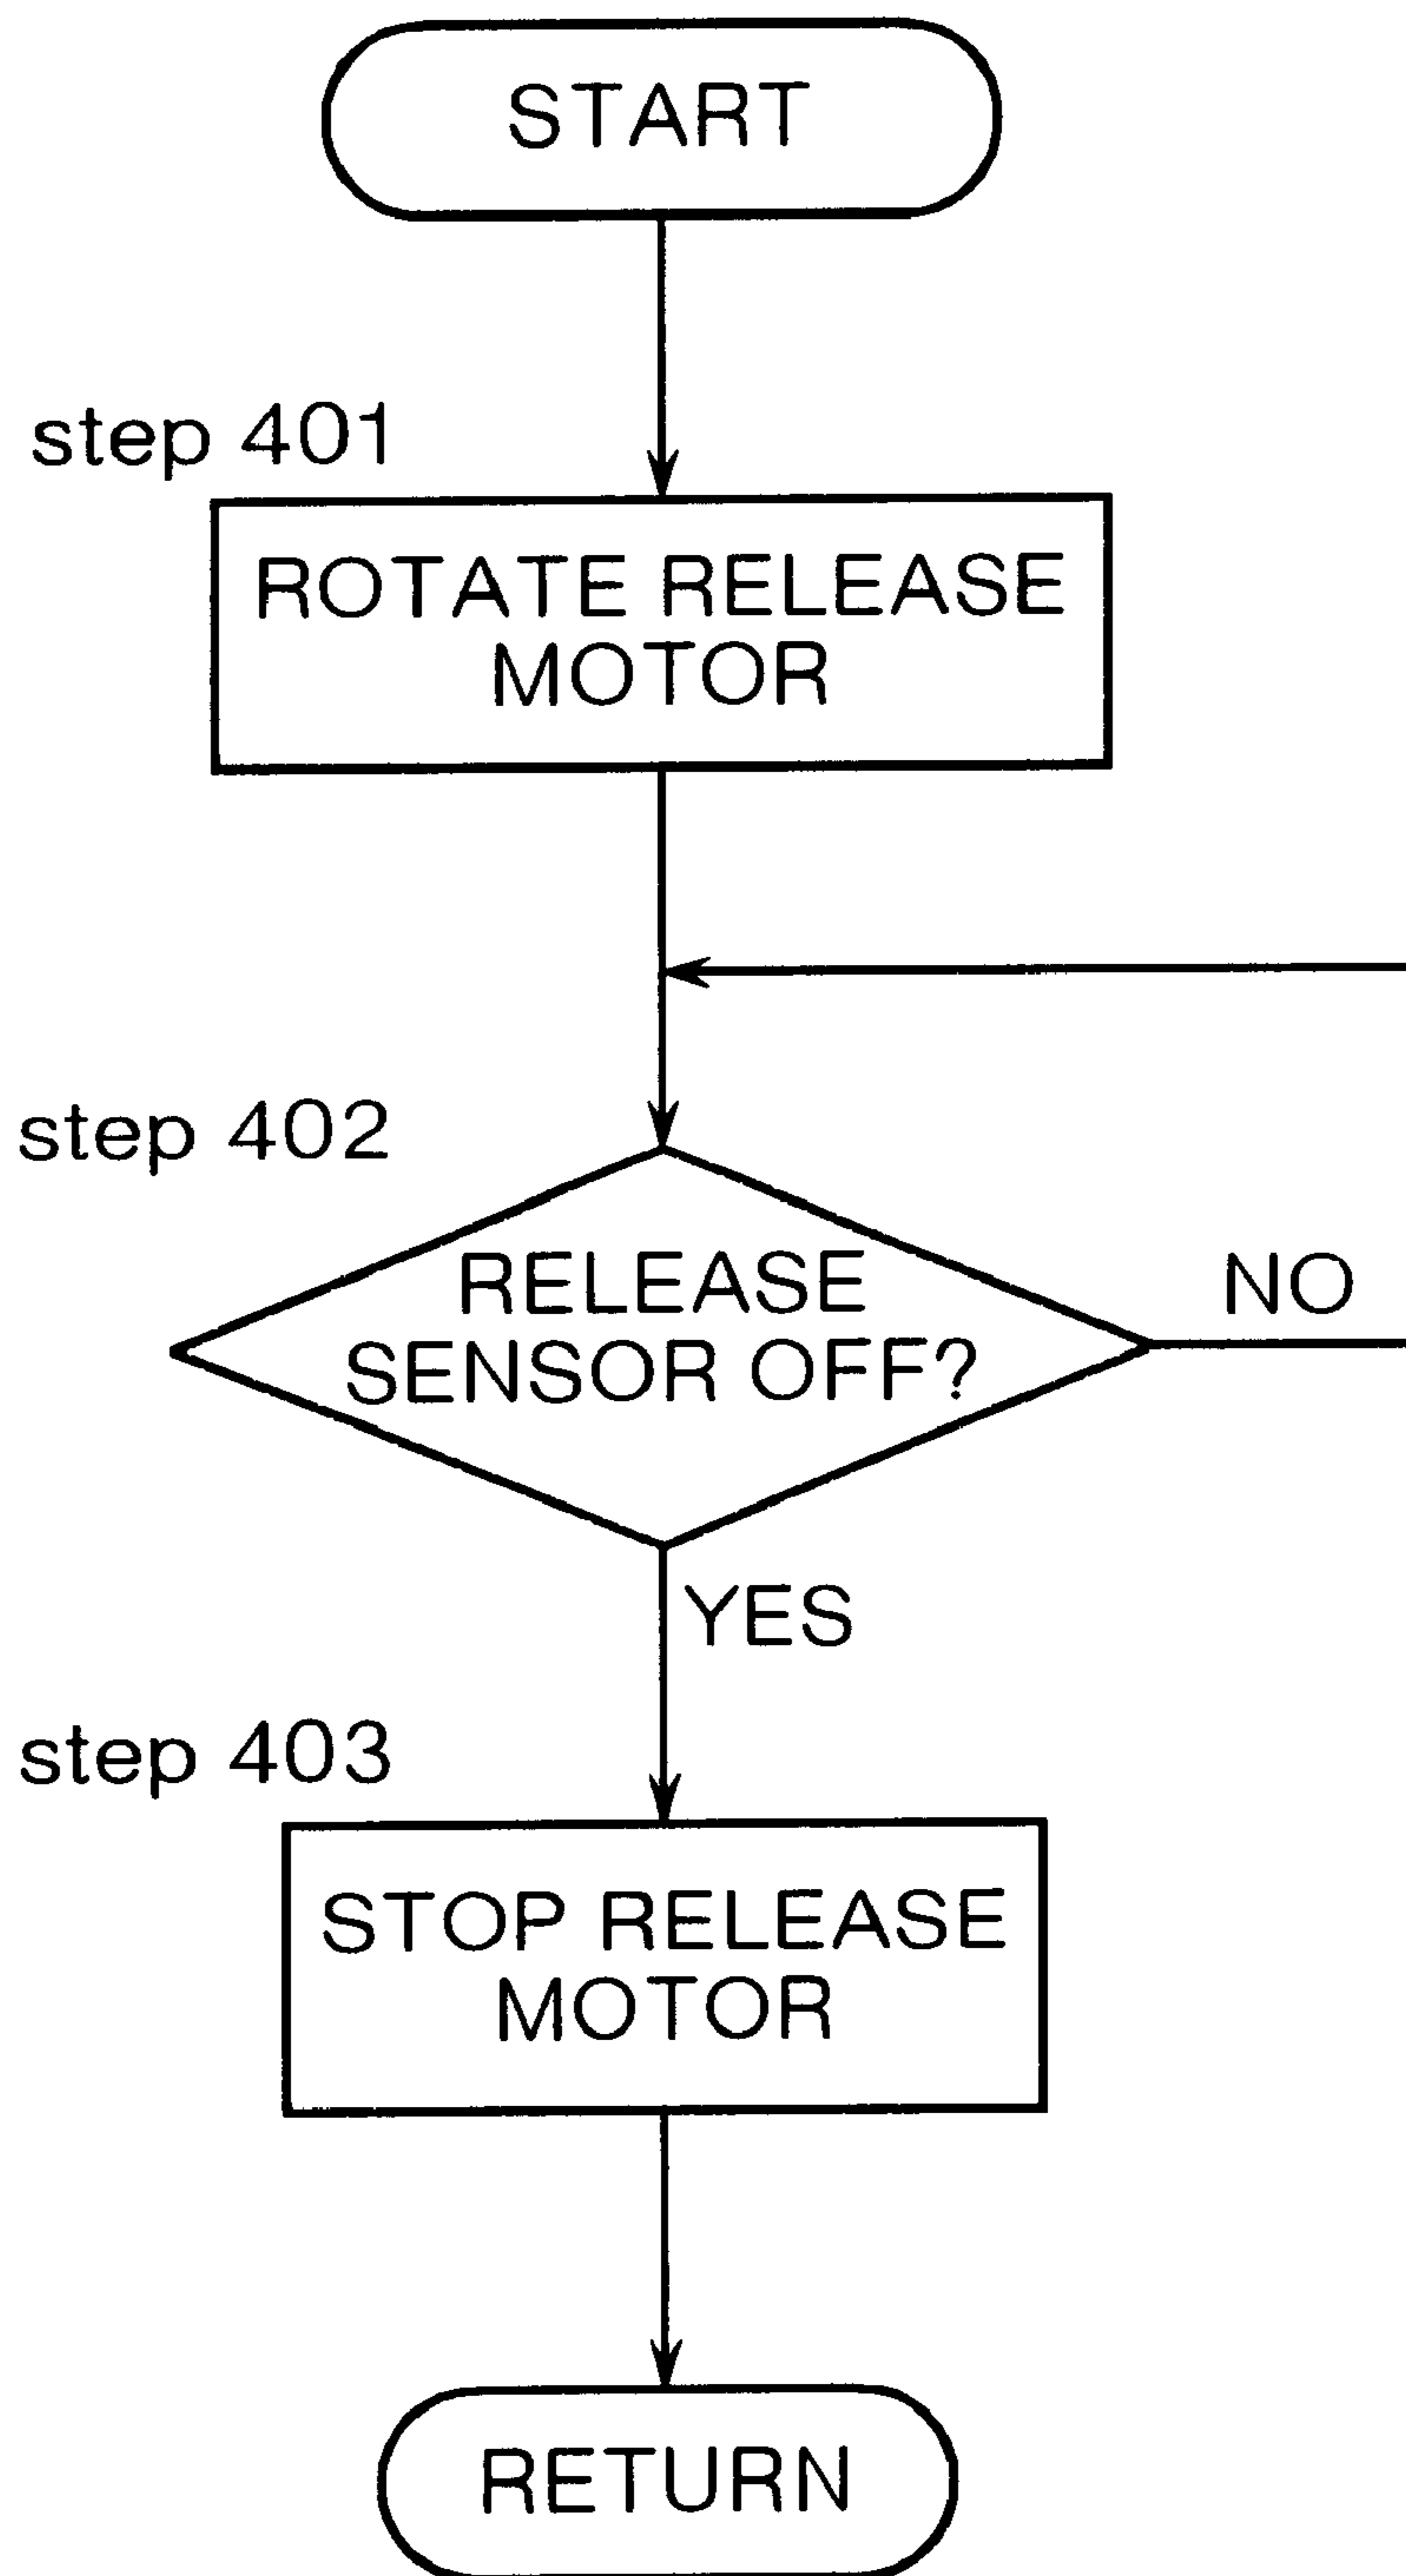 START
step 401
ROTATE RELEASE
MOTOR
step 402
RELEASE
SENSOR OFF?
NO
YES
step 403
STOP RELEASE
MOTOR
RETURN